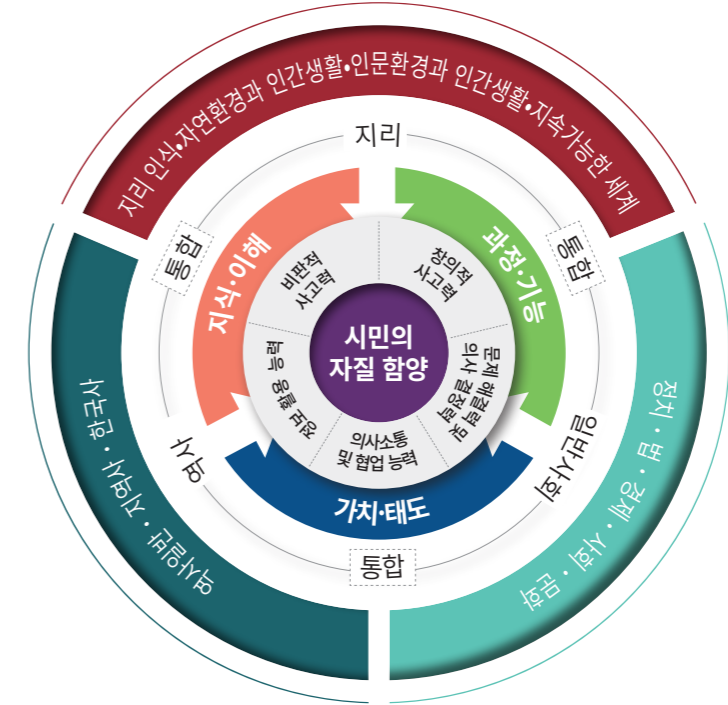 지리 인식•자연환경과 인간생활•인문환경과 인간생활•지속가능한 세계
지리
통합
통합
지식·이해
과정·기능
비판적
사고력
창의적
사고력
시민의
자질 함양
정보 활용 능력
문제 해결력 및
의사 결정력
의사소통
및 협업 능력
역사
일반사회
가치·태도
통합
역사일반·지역사·한국사
정치·법·경제·사회·문화